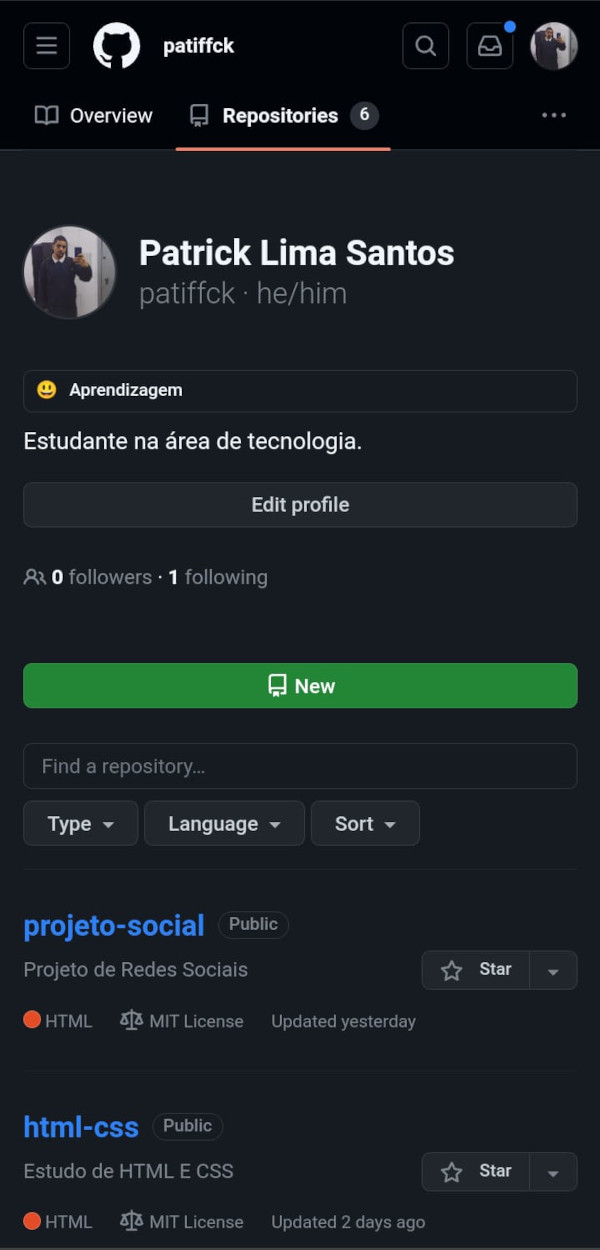 patiffck
Overview Repositories 6
Patrick Lima Santos
patiffck · he/him
😃 Aprendizagem
Estudante na área de tecnologia.
Edit profile
0 followers · 1 following
New
Find a repository…
Type Language Sort
projeto-social Public
Projeto de Redes Sociais Star
HTML MIT License Updated yesterday
html-css Public
Estudo de HTML E CSS Star
HTML MIT License Updated 2 days ago